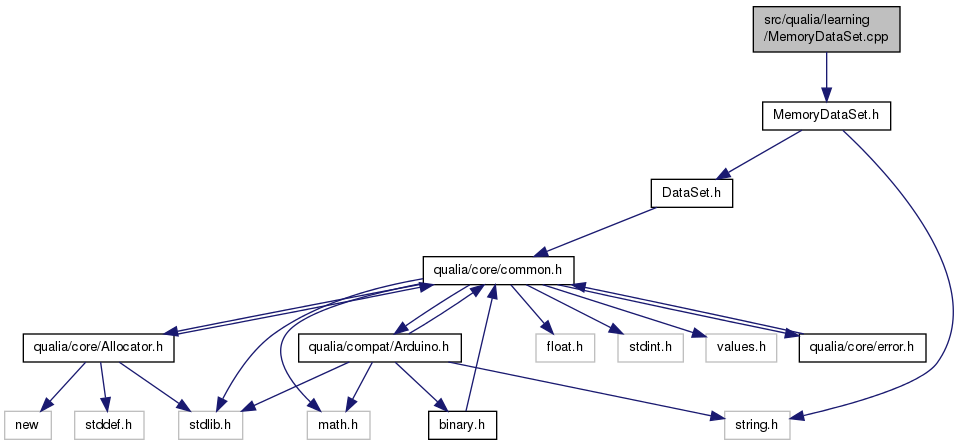 src/qualia/learning
/MemoryDataSet.cpp
MemoryDataSet.h
DataSet.h
qualia/core/common.h
qualia/core/Allocator.h
qualia/compat/Arduino.h
float.h
stdint.h
values.h
qualia/core/error.h
new
stddef.h
stdlib.h
math.h
binary.h
string.h